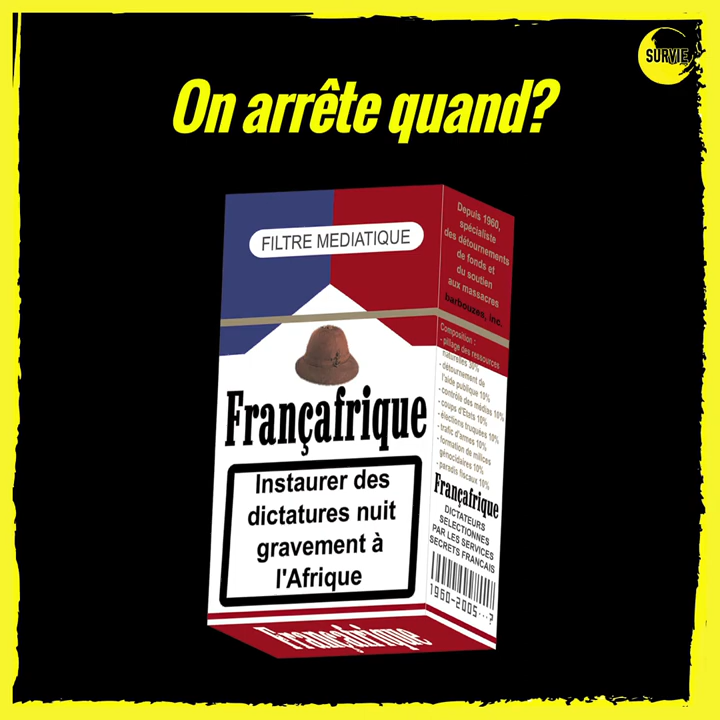 SURVIE
On arrête quand?
FILTRE MEDIATIQUE
Françafrique
Instaurer des
dictatures nuit
gravement à
l'Afrique
Depuis 1960,
spécialiste
des détournements
de fonds et
du soutien
aux massacres
barbouzes, inc.
Composition :
- pillage des ressources
naturelles 30%
- détournement de
l'aide publique 10%
- contrôle des médias 10%
- coups d'Etats 10%
- élections truquées 10%
- trafic d'armes 10%
- formation de milices
génocidaires 10%
- paradis fiscaux 10%
Françafrique
DICTATEURS
SELECTIONNES
PAR LES SERVICES
SECRETS FRANCAIS
1960-2005...?
Françafrique